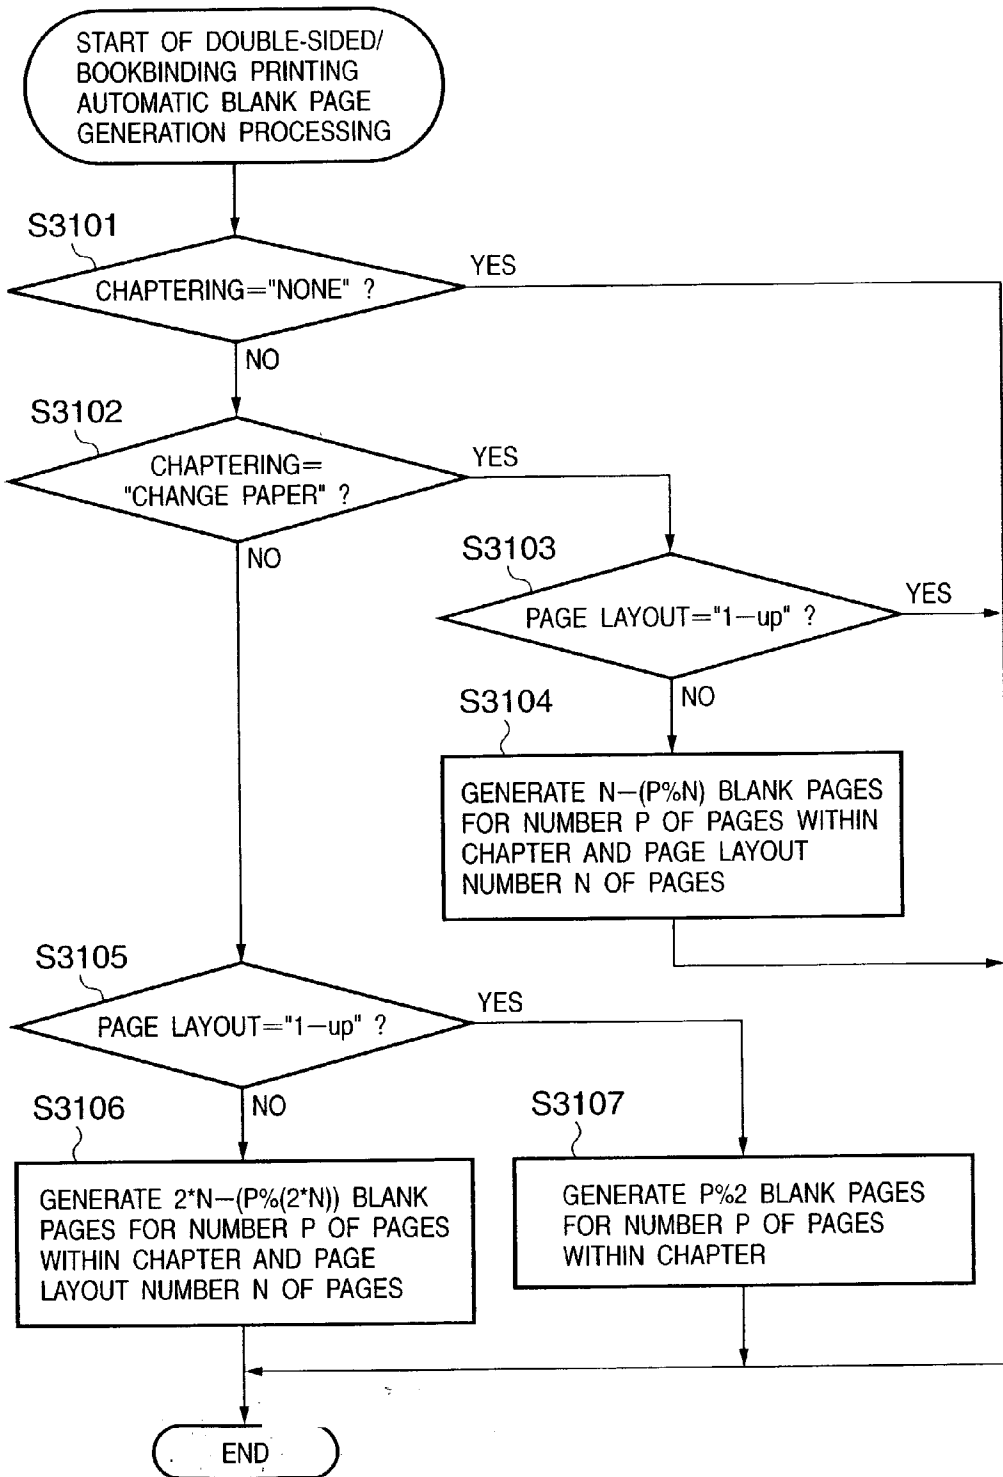 START OF DOUBLE-SIDED/
BOOKBINDING PRINTING
AUTOMATIC BLANK PAGE
GENERATION PROCESSING
S3101
CHAPTERING="NONE" ?
YES
NO
S3102
CHAPTERING=
"CHANGE PAPER" ?
YES
NO
S3103
PAGE LAYOUT="1-up" ?
YES
NO
S3104
GENERATE N-(P%N) BLANK PAGES
FOR NUMBER P OF PAGES WITHIN
CHAPTER AND PAGE LAYOUT
NUMBER N OF PAGES
S3105
PAGE LAYOUT="1-up" ?
YES
NO
S3106
GENERATE 2*N-(P%(2*N)) BLANK
PAGES FOR NUMBER P OF PAGES
WITHIN CHAPTER AND PAGE
LAYOUT NUMBER N OF PAGES
S3107
GENERATE P%2 BLANK PAGES
FOR NUMBER P OF PAGES
WITHIN CHAPTER
END